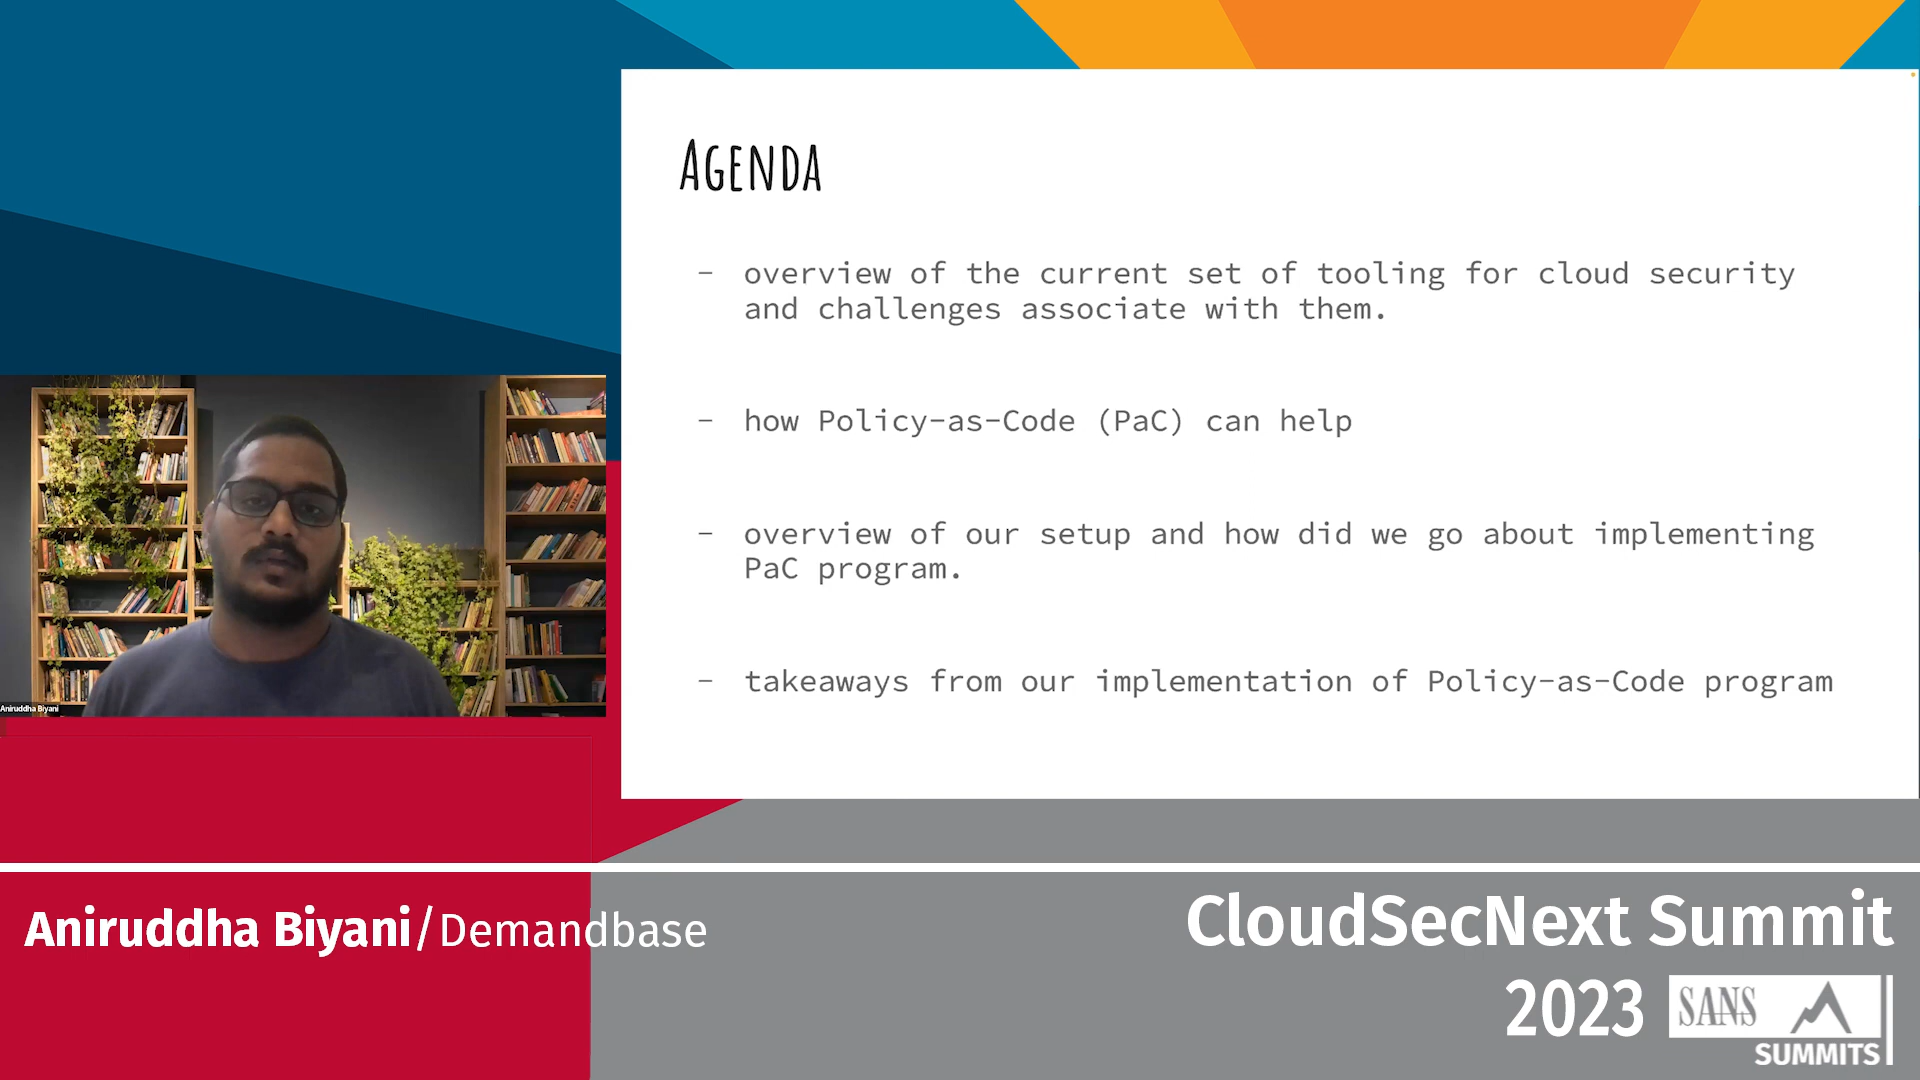 AGENDA
- overview of the current set of tooling for cloud security
and challenges associate with them.
- how Policy-as-Code (PaC) can help
- overview of our setup and how did we go about implementing
PaC program.
- takeaways from our implementation of Policy-as-Code program
Aniruddha Biyani
Aniruddha Biyani/Demandbase
CloudSecNext Summit
2023
SANS
SUMMITS